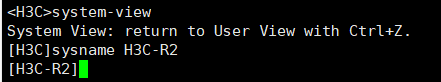 <H3C>system-view
System View: return to User View with Ctrl+Z.
[H3C]sysname H3C-R2
[H3C-R2]